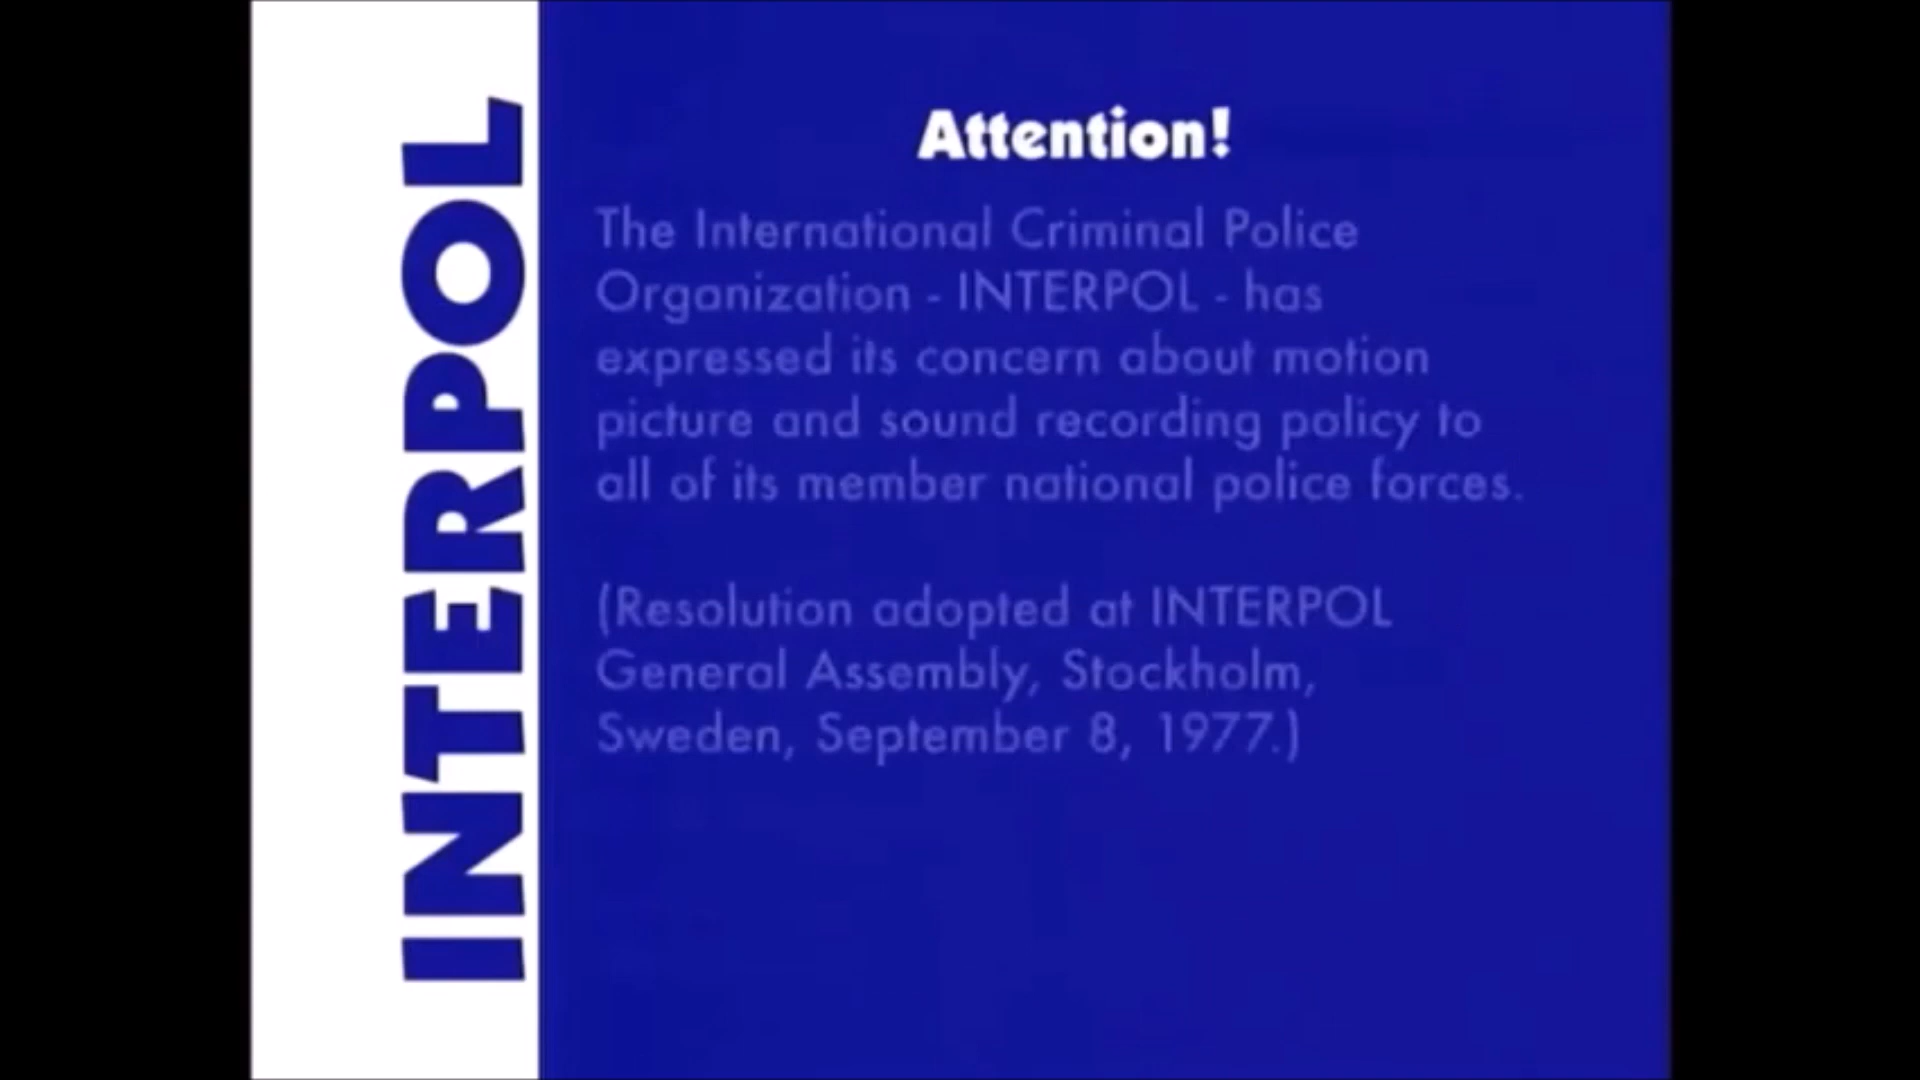 INTERPOL
Attention!
The International Criminal Police
Organization - INTERPOL - has
expressed its concern about motion
picture and sound recording policy to
all of its member national police forces.
(Resolution adopted at INTERPOL
General Assembly, Stockholm,
Sweden, September 8, 1977.)